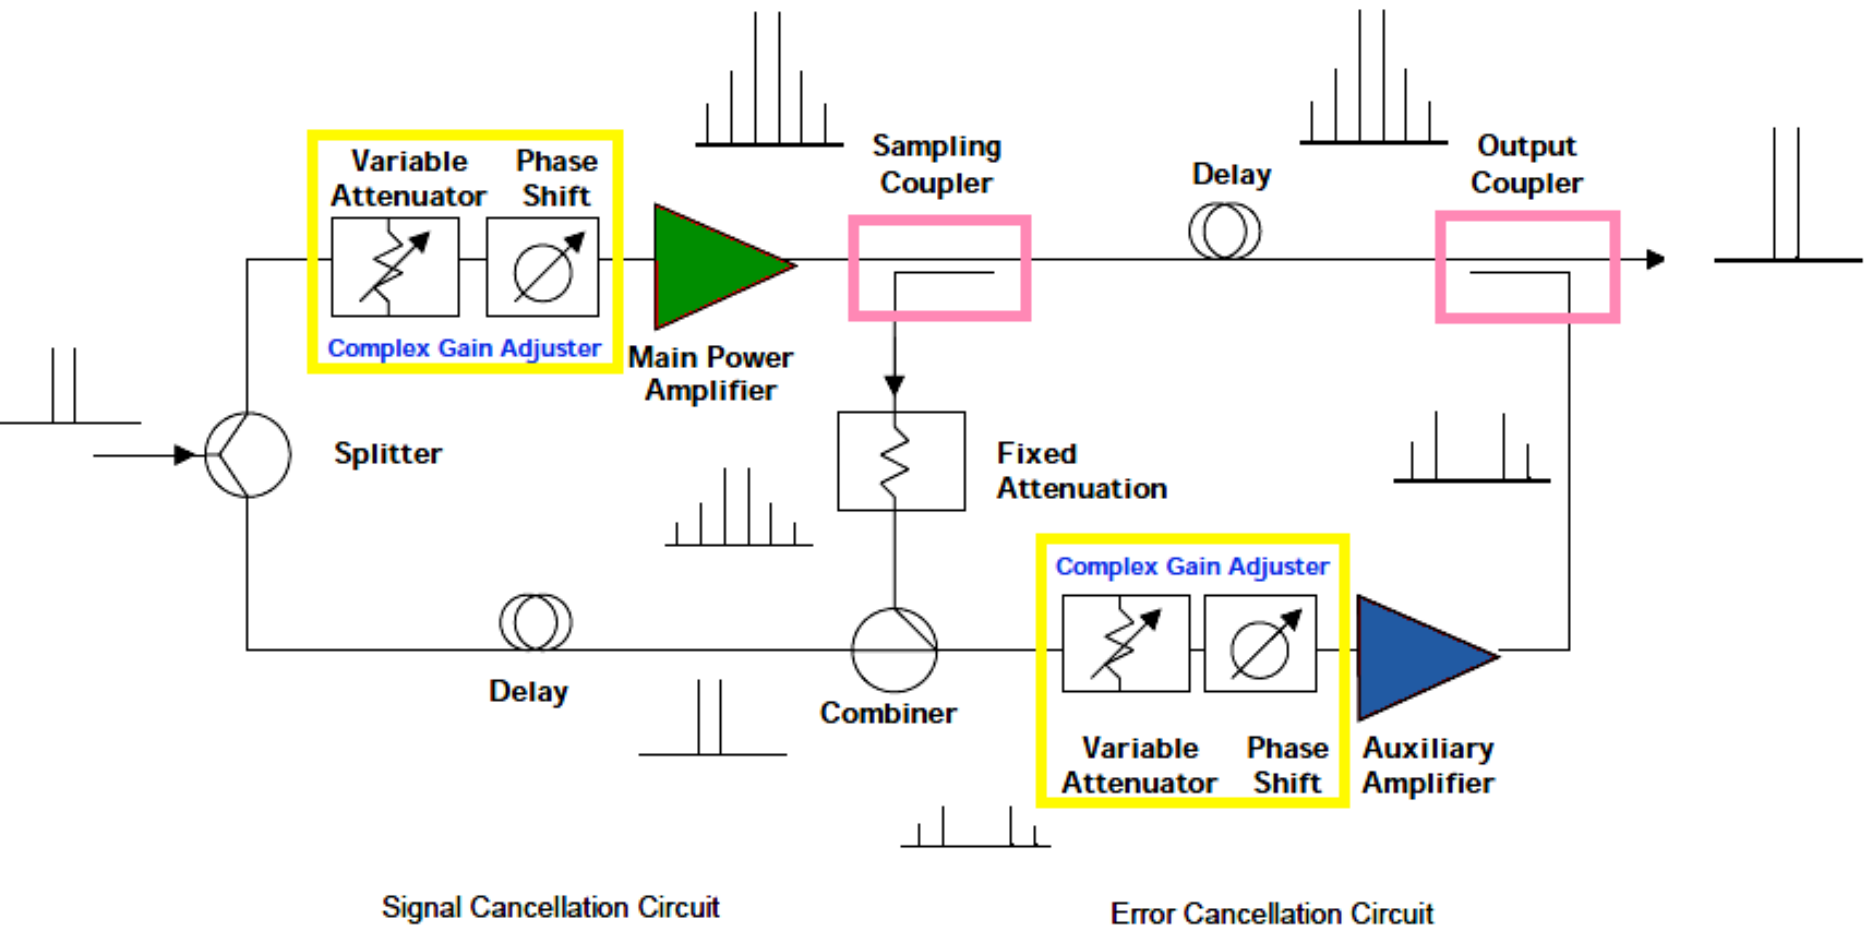 Variable
Attenuator
Phase
Shift
Complex Gain Adjuster
Main Power
Amplifier
Sampling
Coupler
Delay
Output
Coupler
Splitter
Fixed
Attenuation
Delay
Combiner
Complex Gain Adjuster
Variable
Attenuator
Phase
Shift
Auxiliary
Amplifier
Signal Cancellation Circuit
Error Cancellation Circuit